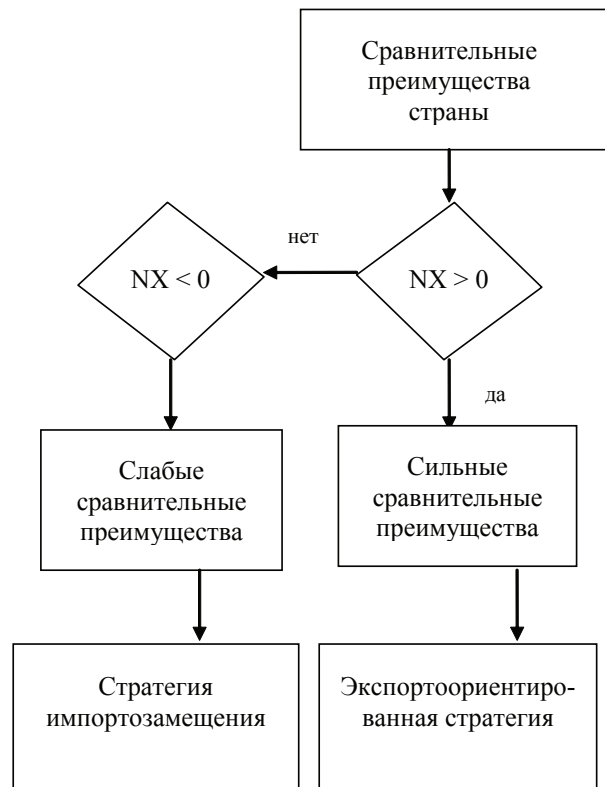 Сравнительные
преимущества
страны
нет
NX < 0
NX > 0
да
Слабые
сравнительные
преимущества
Сильные
сравнительные
преимущества
Стратегия
импортозамещения
Экспортоориентиро-
ванная стратегия